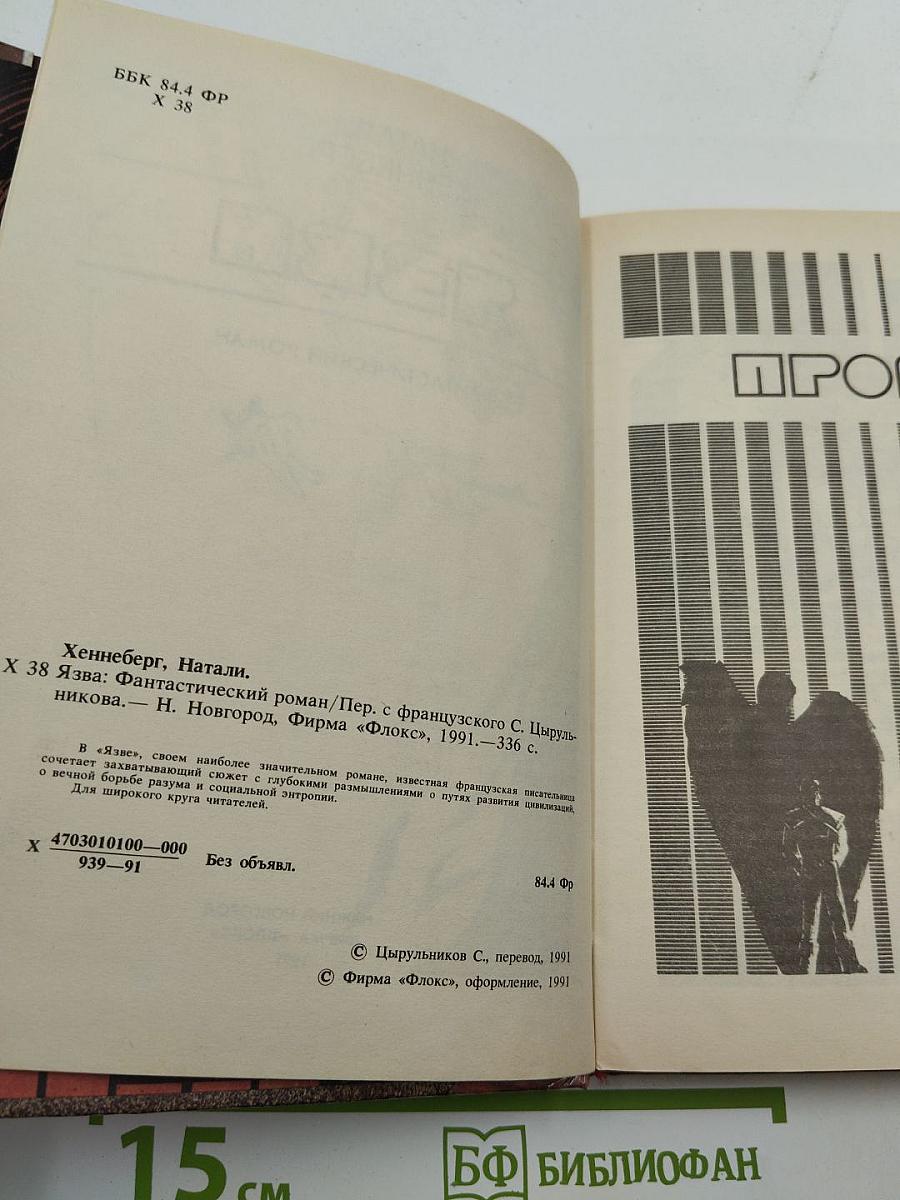 ББК 84.4 ФР
Х 38
Хеннеберг, Натали.
Х 38 Язва: Фантастический роман/Пер. с французского С. Цыруль-
никова.— Н. Новгород, Фирма «Флокс», 1991.—336 с.
В «Язве», своем наиболее значительном романе, известная французская писательница
сочетает захватывающий сюжет с глубокими размышлениями о путях развития цивилизаций,
о вечной борьбе разума и социальной энтропии.
Для широкого круга читателей.
Х 4703010100—000
939—91
Без объявл.
84.4 Фр
© Цырульников С., перевод, 1991
© Фирма «Флокс», оформление, 1991
ПРО
15 см
БФ БИБЛИОФАН